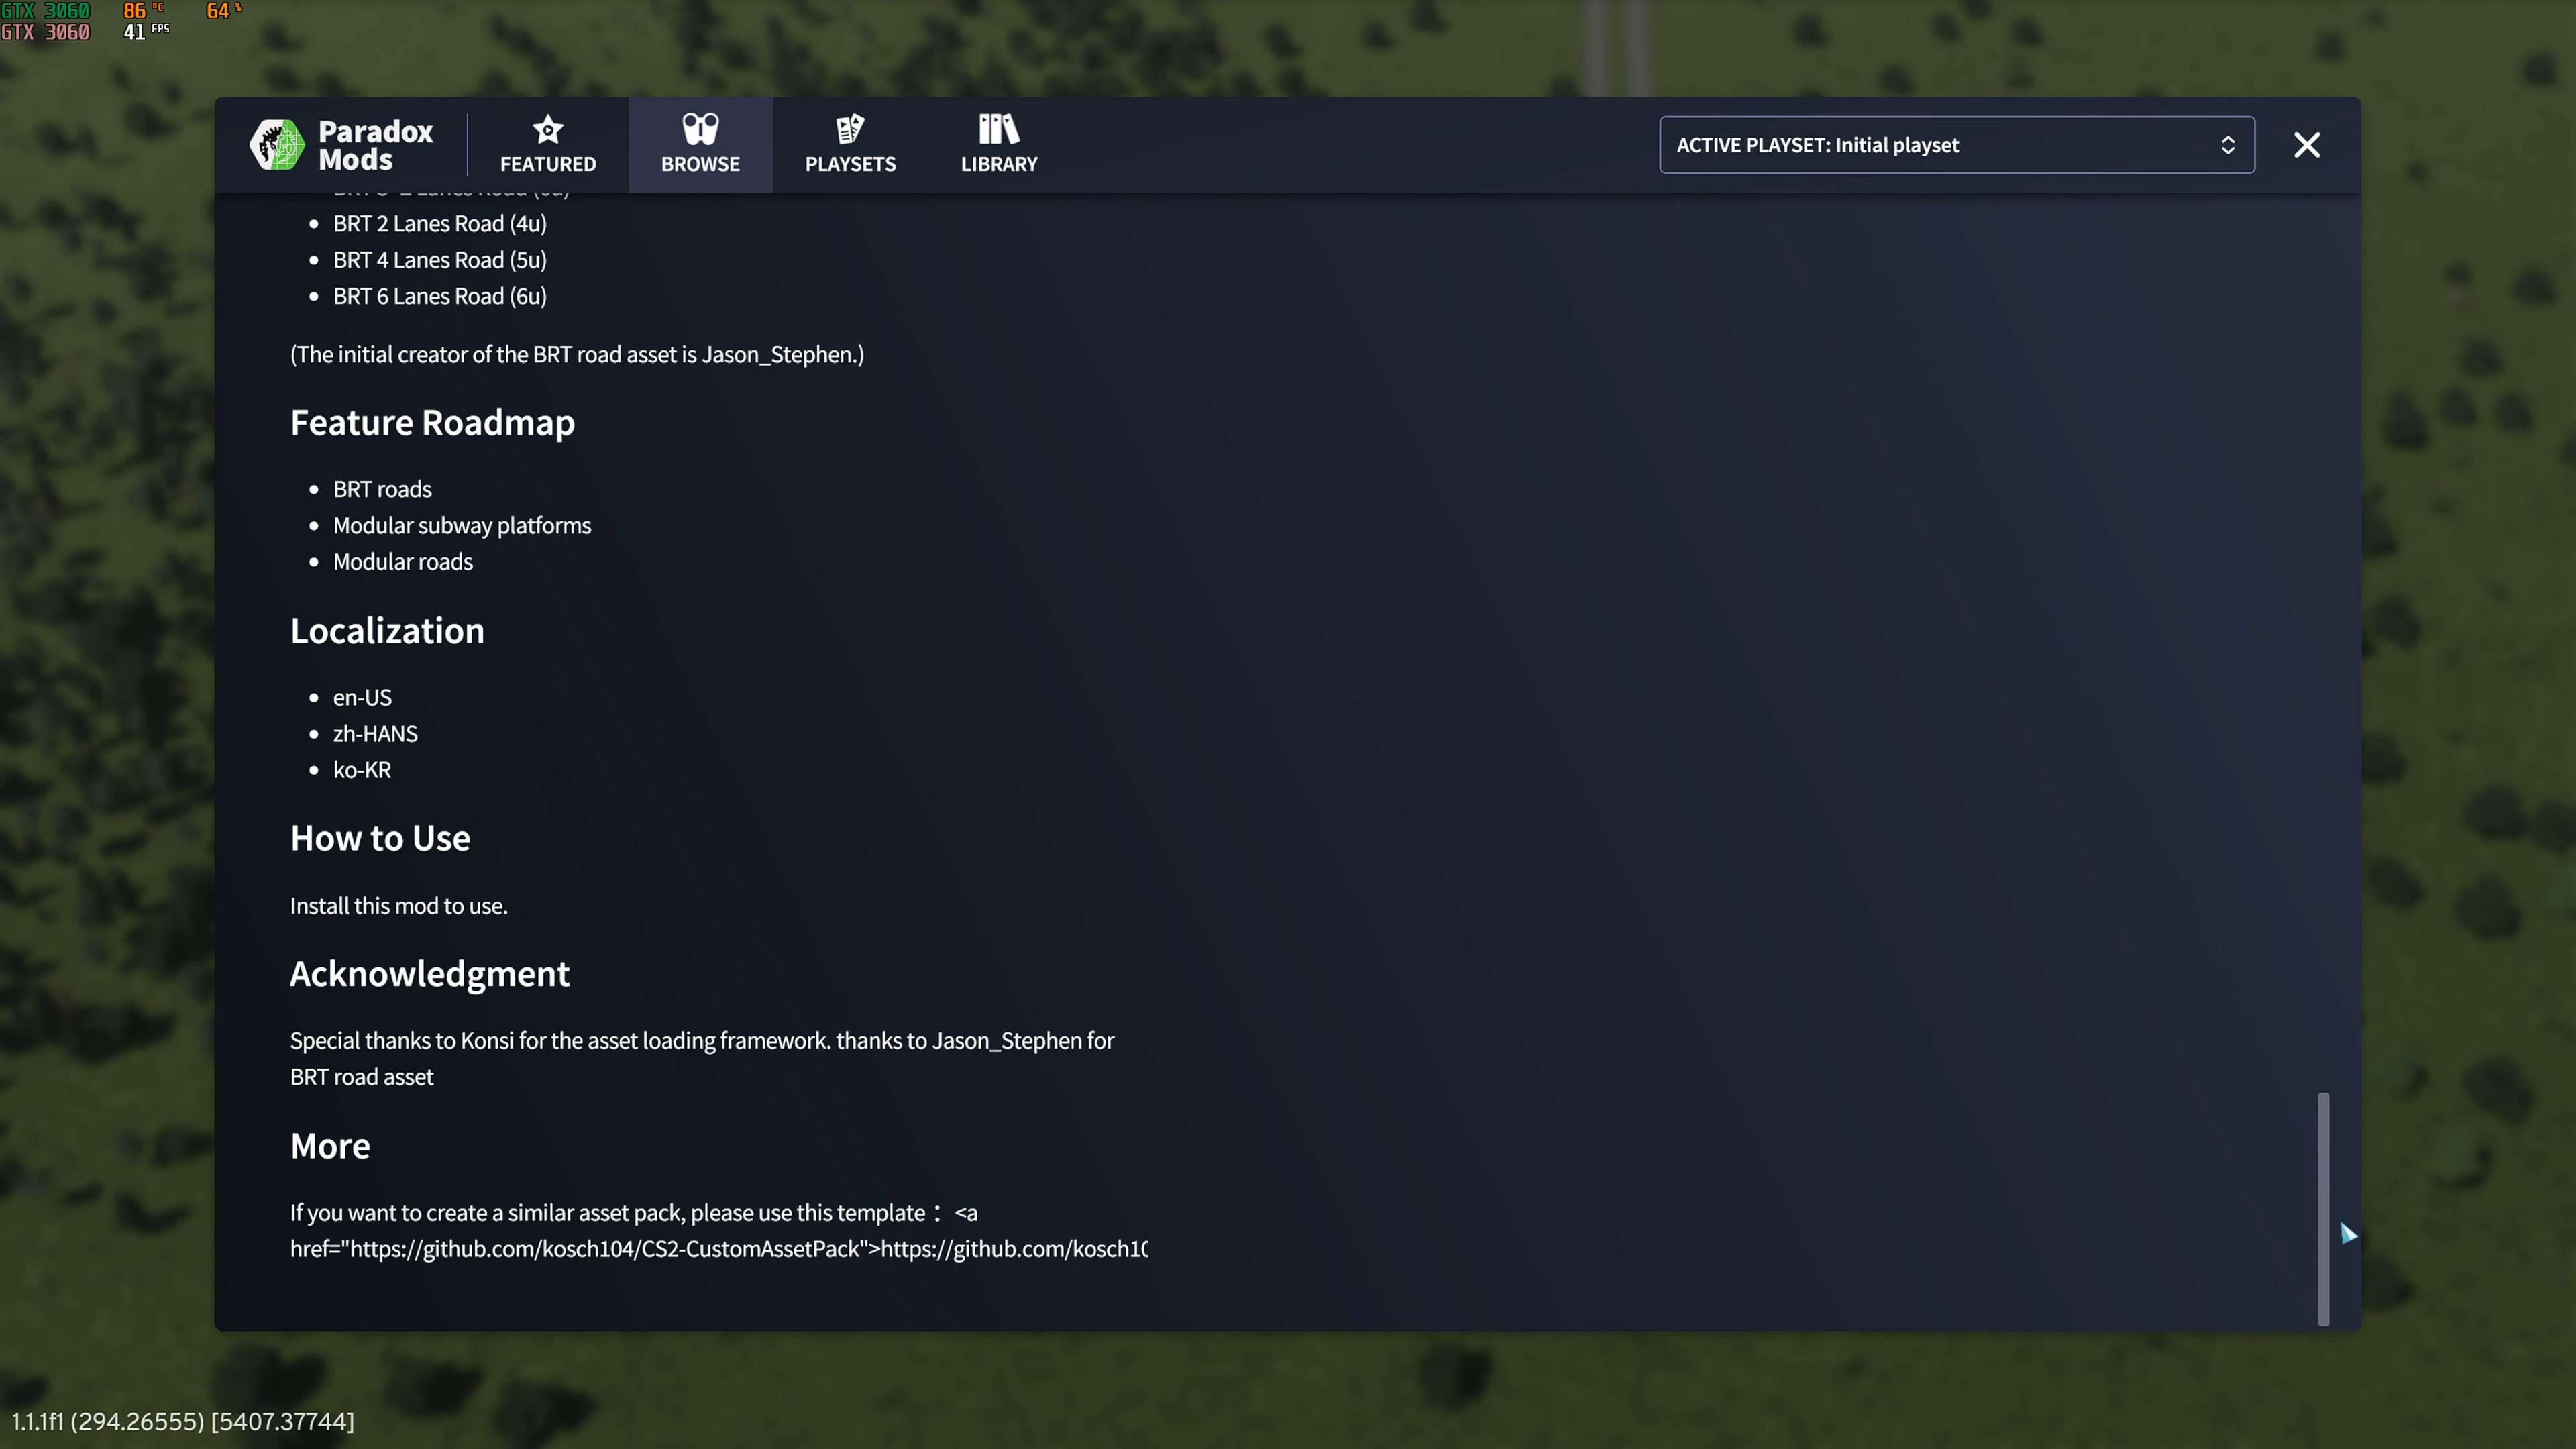 GTX 3060 86 °C 64 %
GTX 3060 41 FPS
Paradox
Mods
FEATURED
BROWSE
PLAYSETS
LIBRARY
ACTIVE PLAYSET: Initial playset
BRT 2 Lanes Road (4u)
BRT 4 Lanes Road (5u)
BRT 6 Lanes Road (6u)
(The initial creator of the BRT road asset is Jason_Stephen.)
Feature Roadmap
BRT roads
Modular subway platforms
Modular roads
Localization
en-US
zh-HANS
ko-KR
How to Use
Install this mod to use.
Acknowledgment
Special thanks to Konsi for the asset loading framework. thanks to Jason_Stephen for
BRT road asset
More
If you want to create a similar asset pack, please use this template： <a
href="https://github.com/kosch104/CS2-CustomAssetPack">https://github.com/kosch10
1.1.1f1 (294.26555) [5407.37744]